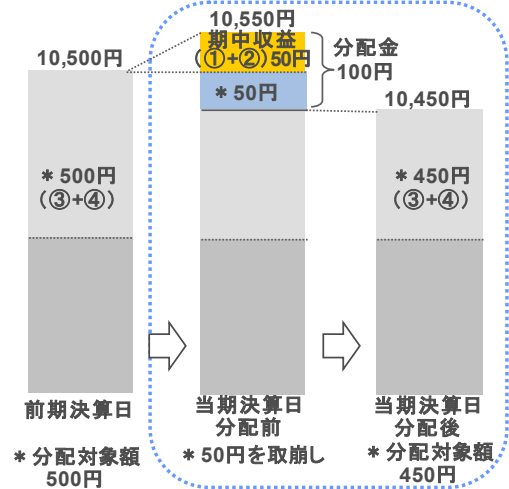 10,500円
＊500円
（③+④）
前期決算日
＊分配対象額
500円
10,550円
期中収益
（①+②）50円
＊50円
分配金
100円
当期決算日
分配前
＊50円を取崩し
10,450円
＊450円
（③+④）
当期決算日
分配後
＊分配対象額
450円